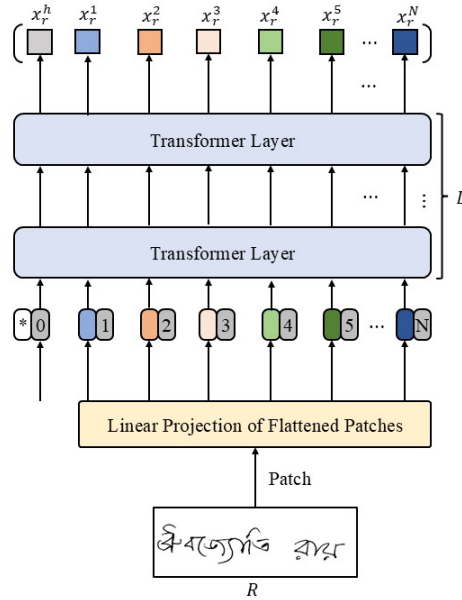 x_r^h x_r^1 x_r^2 x_r^3 x_r^4 x_r^5 ... x_r^N
...
Transformer Layer
... ⋮ L
Transformer Layer
* 0 1 2 3 4 5 ... N
Linear Projection of Flattened Patches
Patch
ধ্রুবজ্যোতি রায়
R